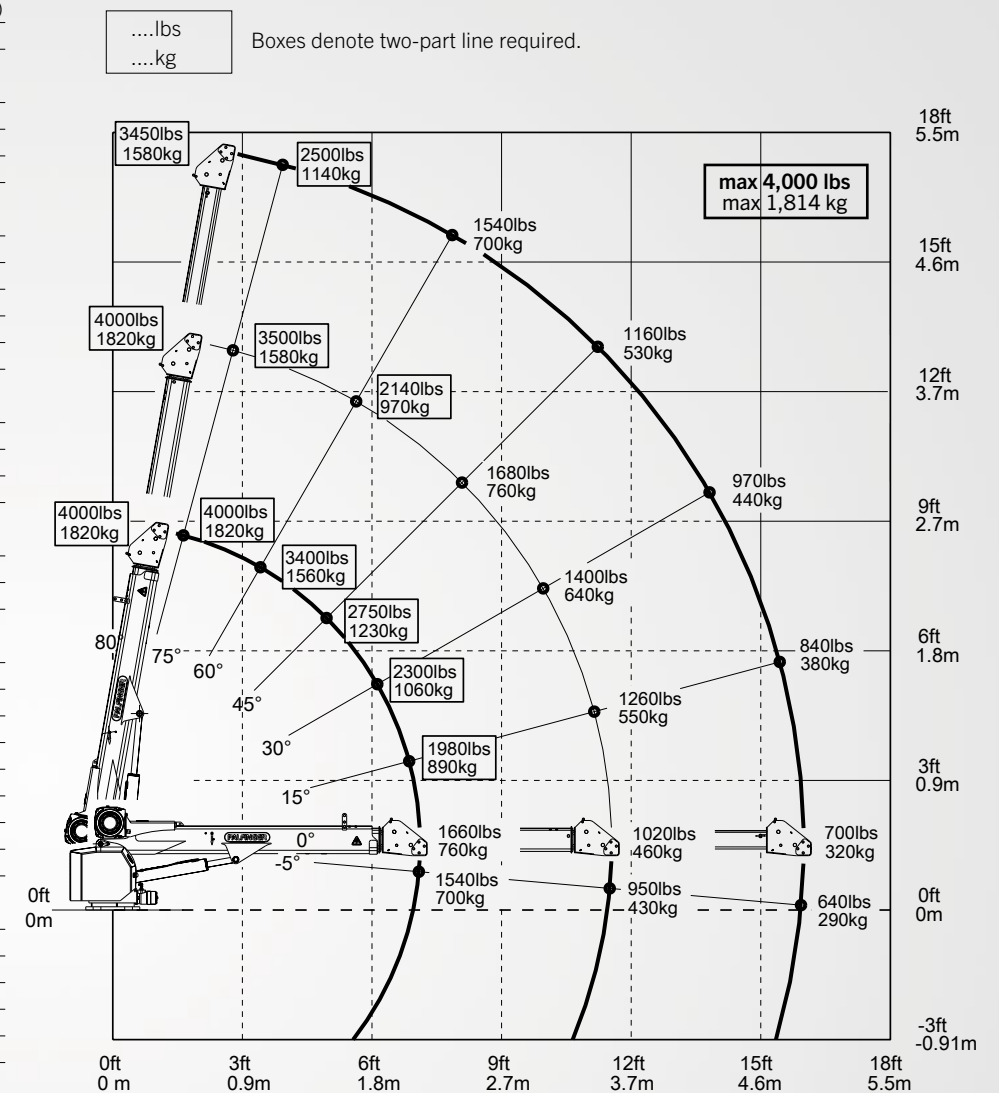 ....lbs
....kg
Boxes denote two-part line required.
18ft
5.5m
3450lbs
1580kg
2500lbs
1140kg
max 4,000 lbs
max 1,814 kg
1540lbs
700kg
15ft
4.6m
4000lbs
1820kg
3500lbs
1580kg
1160lbs
530kg
2140lbs
970kg
12ft
3.7m
1680lbs
760kg
970lbs
440kg
4000lbs
1820kg
4000lbs
1820kg
9ft
2.7m
3400lbs
1560kg
1400lbs
640kg
2750lbs
1230kg
80
75°
60°
45°
30°
15°
0°
-5°
2300lbs
1060kg
840lbs
380kg
6ft
1.8m
1260lbs
550kg
1980lbs
890kg
3ft
0.9m
PALFINGER
PALFINGER
1660lbs
760kg
1020lbs
460kg
700lbs
320kg
1540lbs
700kg
950lbs
430kg
640lbs
290kg
0ft
0m
0ft
0m
-3ft
-0.91m
0ft
0 m
3ft
0.9m
6ft
1.8m
9ft
2.7m
12ft
3.7m
15ft
4.6m
18ft
5.5m